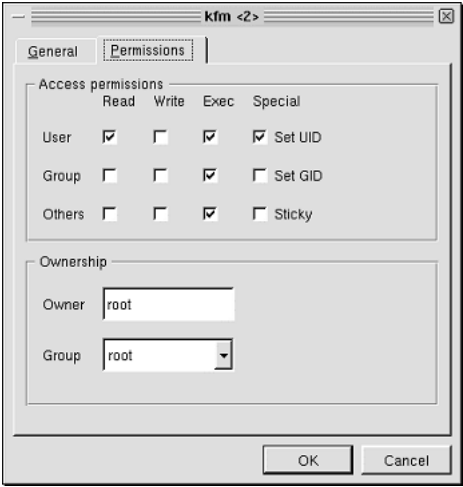 kfm <2>
General Permissions
Access permissions
Read Write Exec Special
User Set UID
Group Set GID
Others Sticky
Ownership
Owner root
Group root
OK Cancel